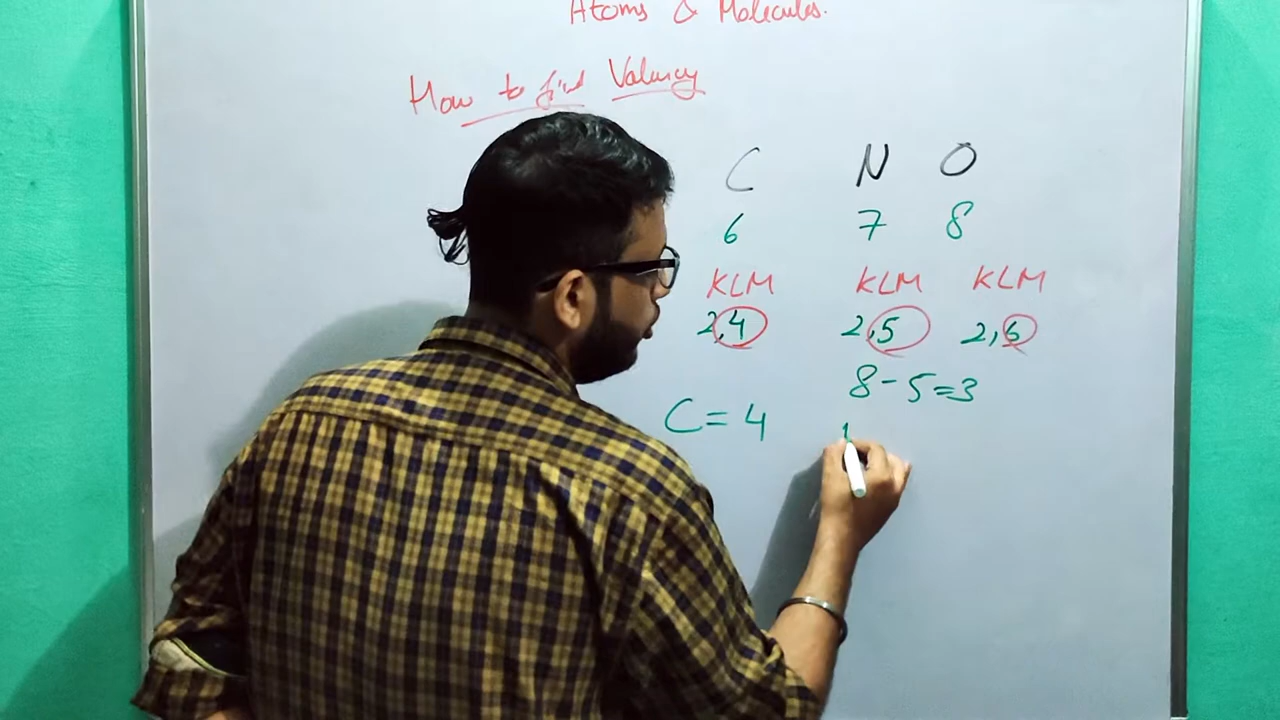 Atoms & Molecules.
How to find Valency
C N O
6 7 8
KLM KLM KLM
2,4 2,5 2,6
8-5=3
C=4